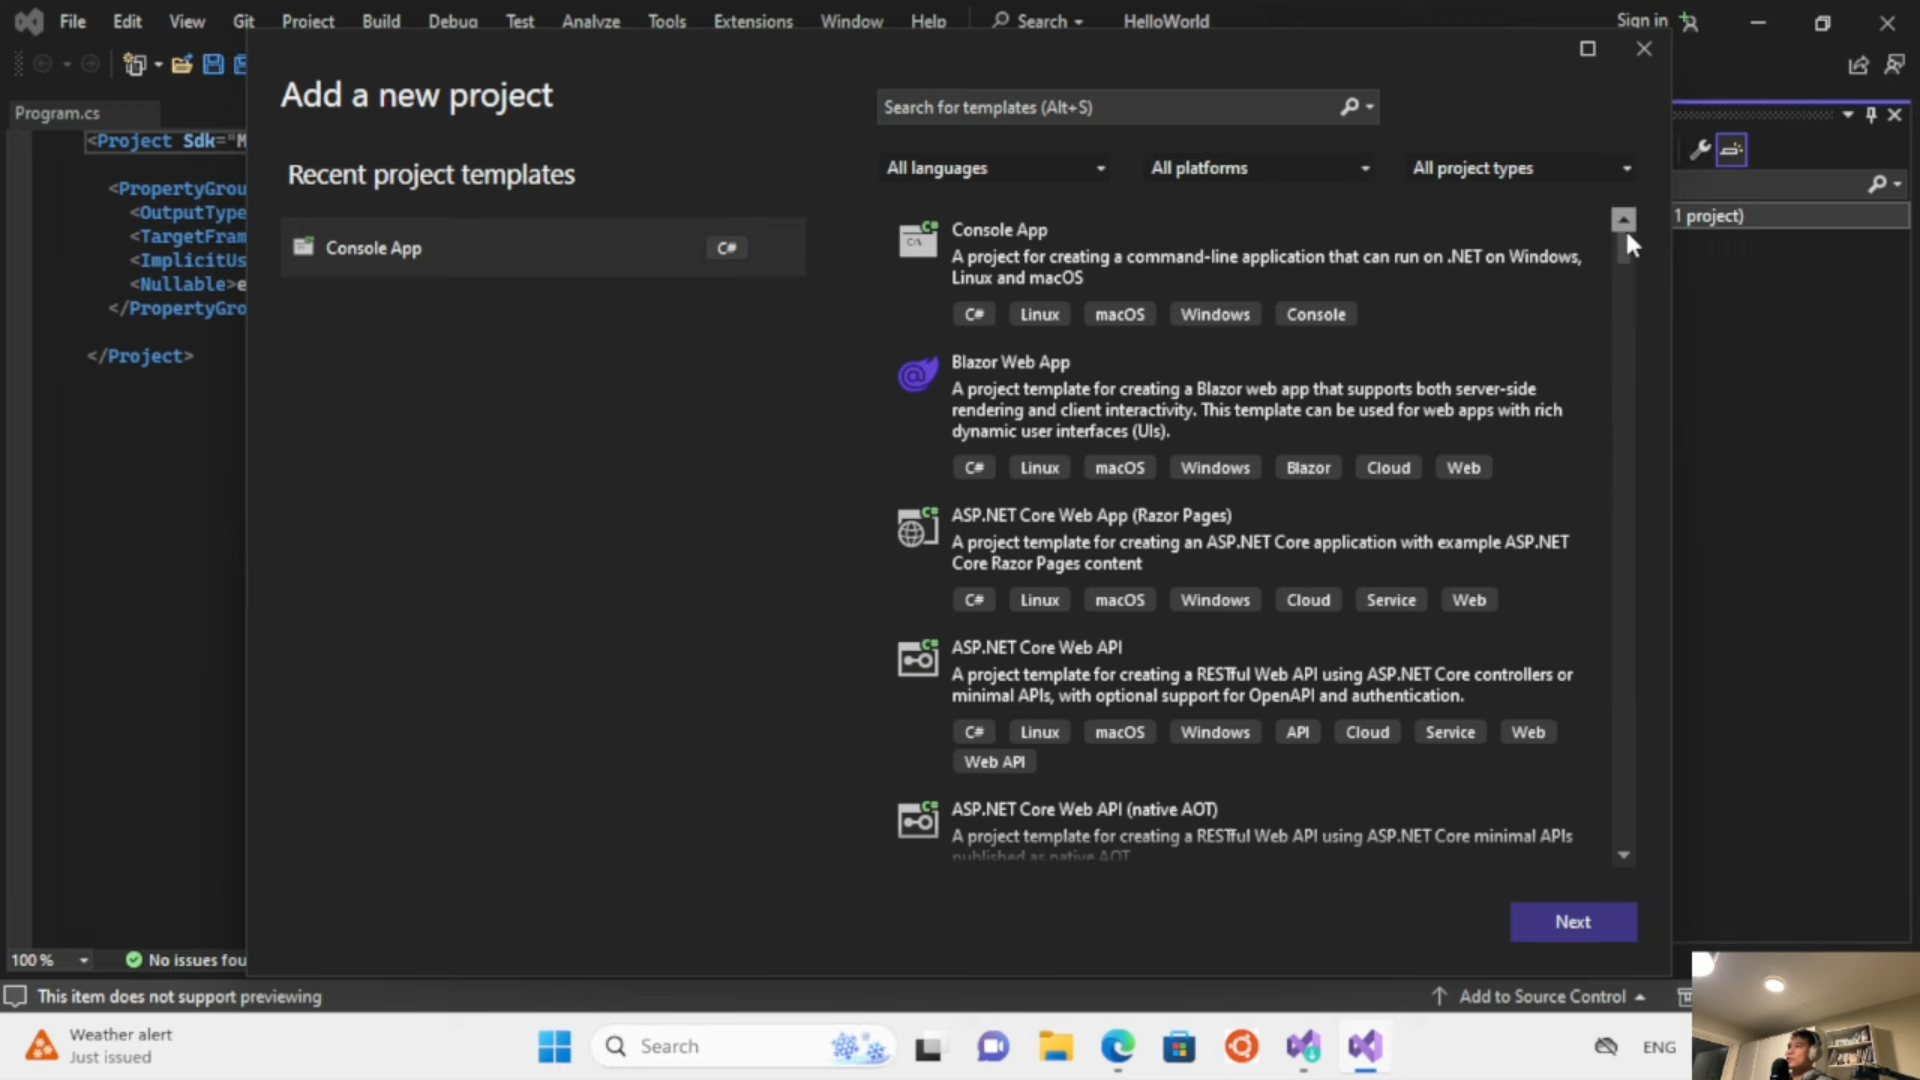 File Edit View Git Project Build Debug Test Analyze Tools Extensions Window Help Search HelloWorld Sign in
Add a new project
Search for templates (Alt+S)
Program.cs
<Project Sdk="M
Recent project templates
All languages All platforms All project types
<PropertyGrou
<OutputType
<TargetFram
<ImplicitUs
<Nullable>e
</PropertyGro
</Project>
Console App C#
1 project)
Console App
A project for creating a command-line application that can run on .NET on Windows,
Linux and macOS
C# Linux macOS Windows Console
Blazor Web App
A project template for creating a Blazor web app that supports both server-side
rendering and client interactivity. This template can be used for web apps with rich
dynamic user interfaces (UIs).
C# Linux macOS Windows Blazor Cloud Web
ASP.NET Core Web App (Razor Pages)
A project template for creating an ASP.NET Core application with example ASP.NET
Core Razor Pages content
C# Linux macOS Windows Cloud Service Web
ASP.NET Core Web API
A project template for creating a RESTful Web API using ASP.NET Core controllers or
minimal APIs, with optional support for OpenAPI and authentication.
C# Linux macOS Windows API Cloud Service Web
Web API
ASP.NET Core Web API (native AOT)
A project template for creating a RESTful Web API using ASP.NET Core minimal APIs
published as native AOT
Next
100 % No issues fou
This item does not support previewing
Add to Source Control
Weather alert
Just issued
Search
ENG